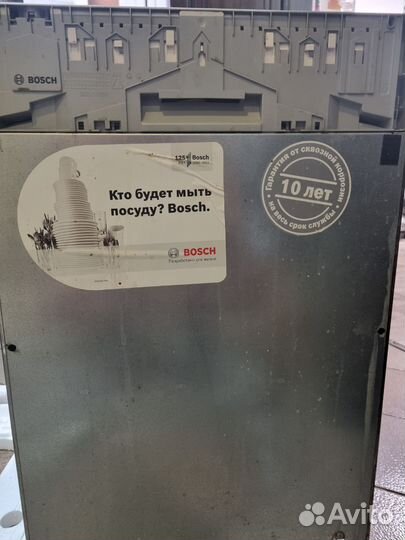 BOSCH
125 Bosch
Кто будет мыть
посуду? Bosch.
BOSCH
Разработано для жизни
Гарантия от сквозной коррозии
10 лет
на весь срок службы
Avito